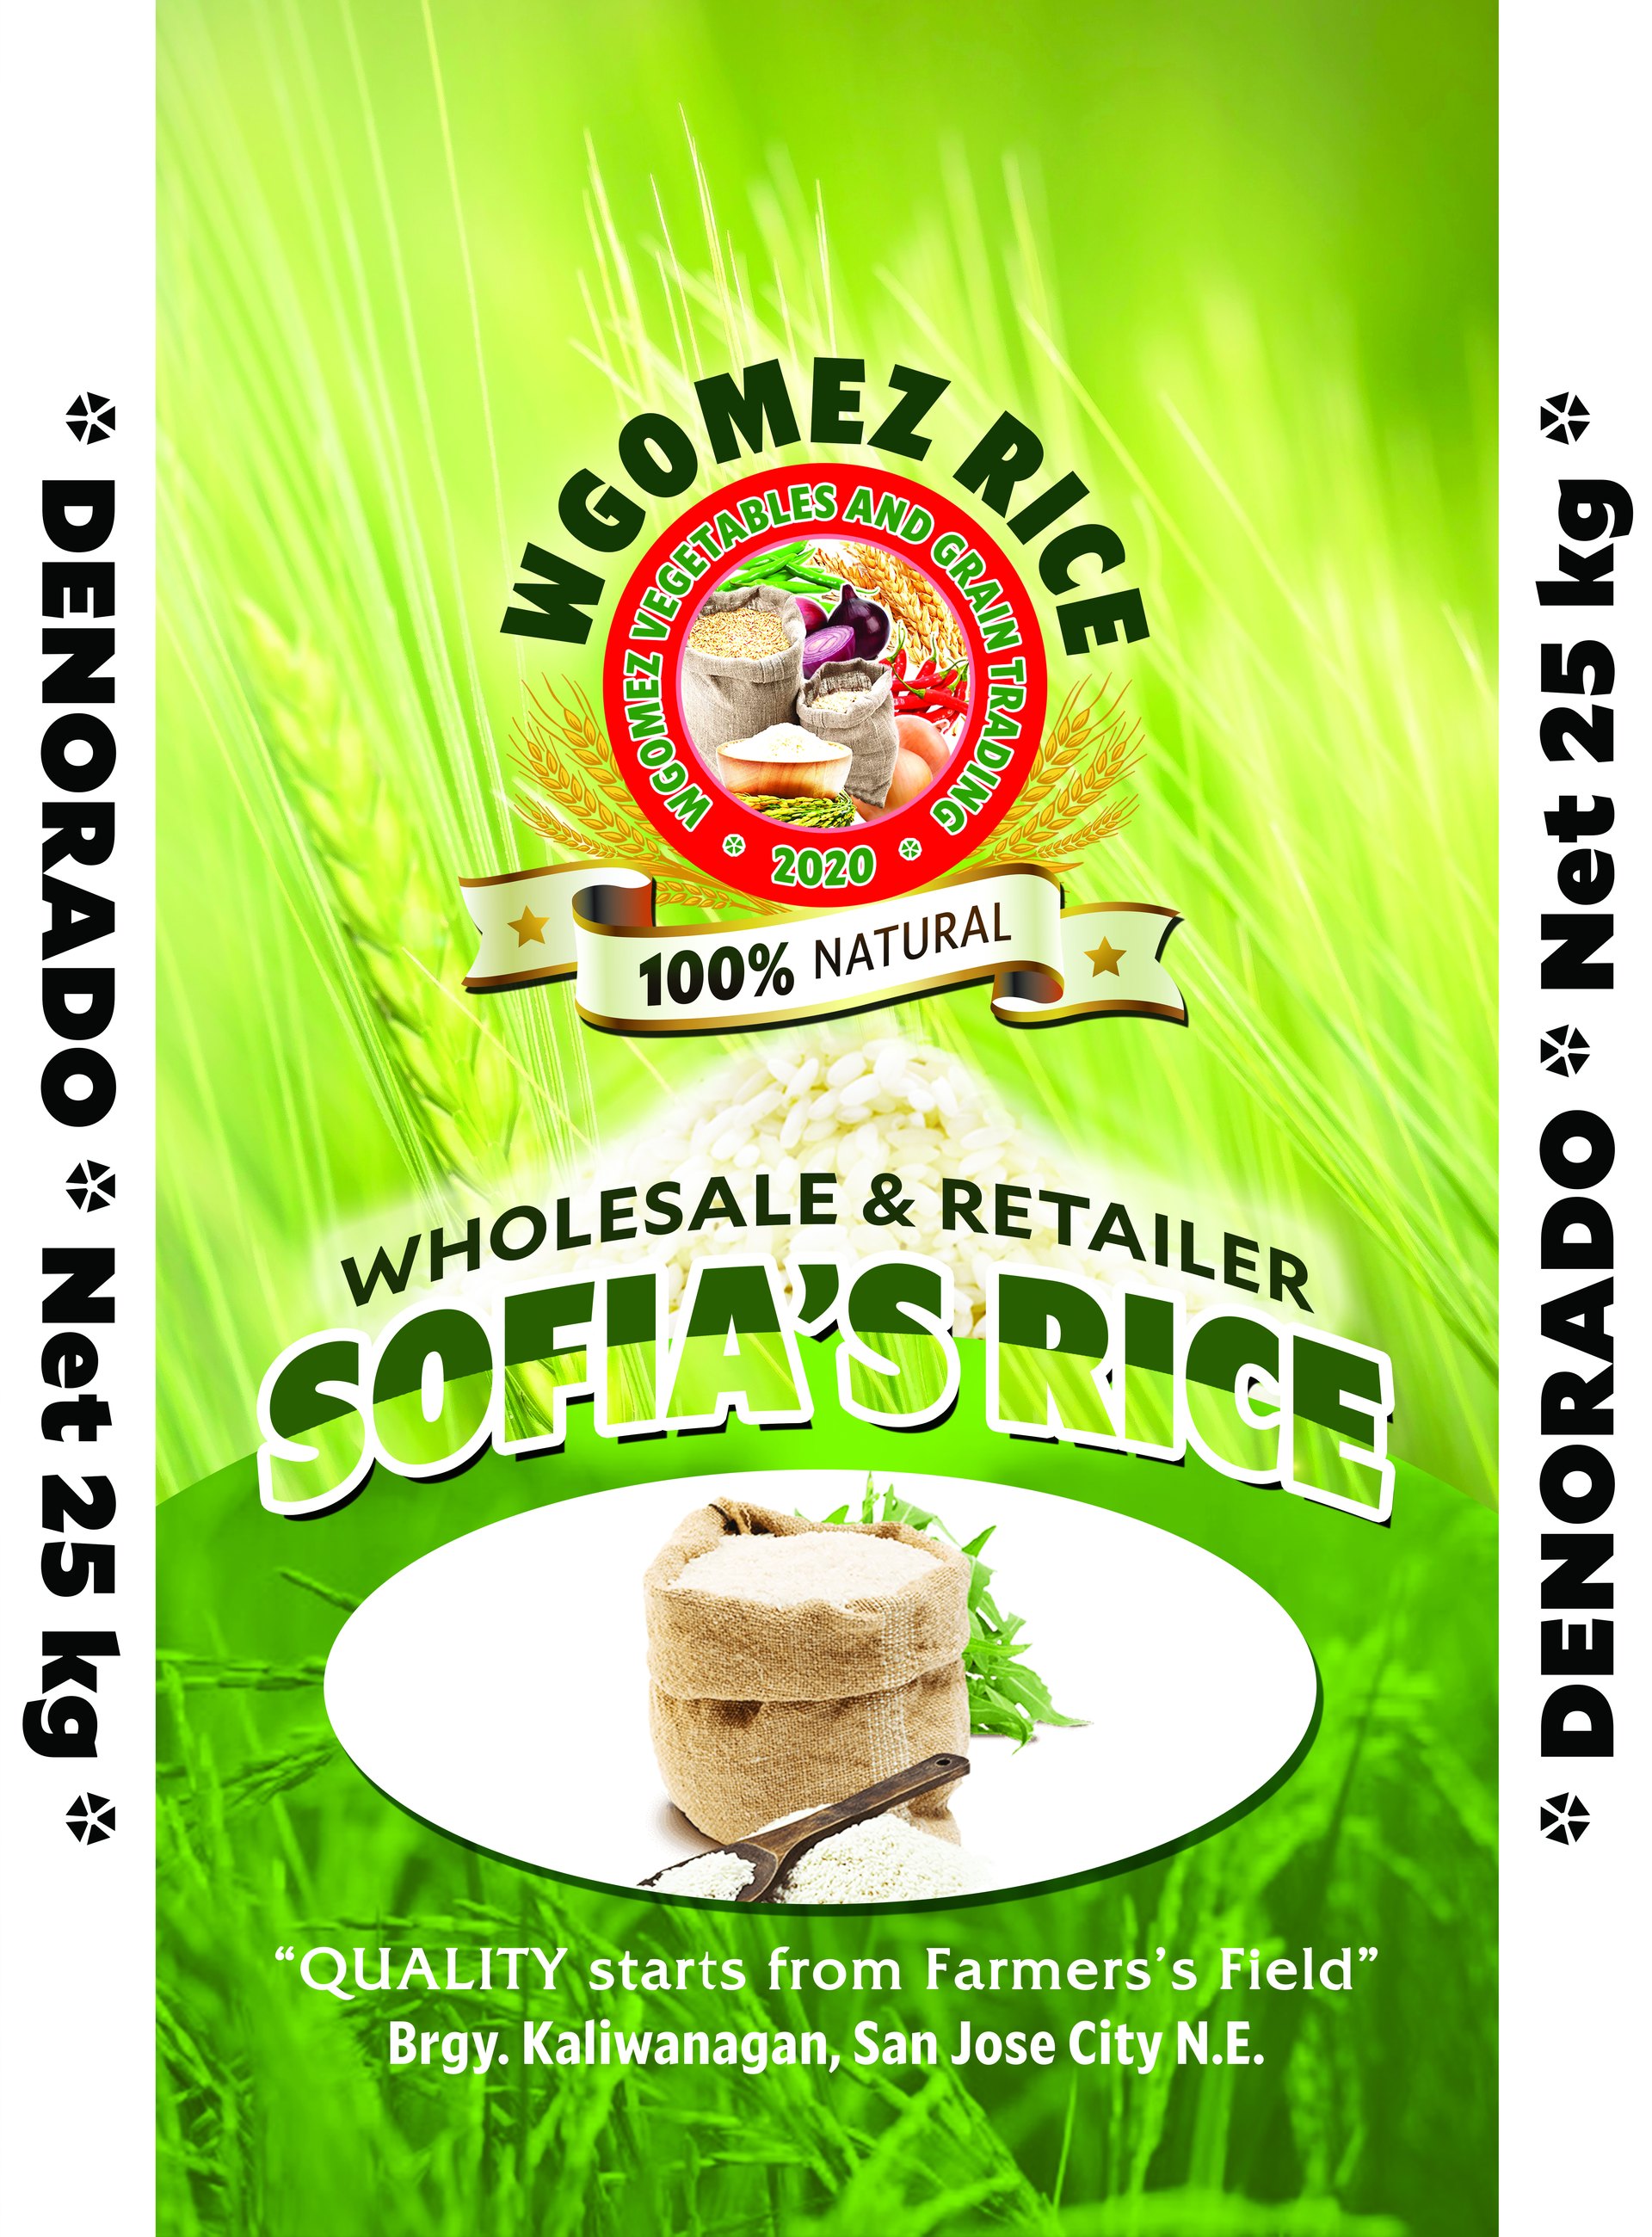 WGOMEZ RICE
WGOMEZ VEGETABLES AND GRAIN TRADING
2020
100% NATURAL
WHOLESALE & RETAILER
SOFIA'S RICE
“QUALITY starts from Farmers's Field”
Brgy. Kaliwanagan, San Jose City N.E.
DENORADO Net 25 kg
DENORADO Net 25 kg